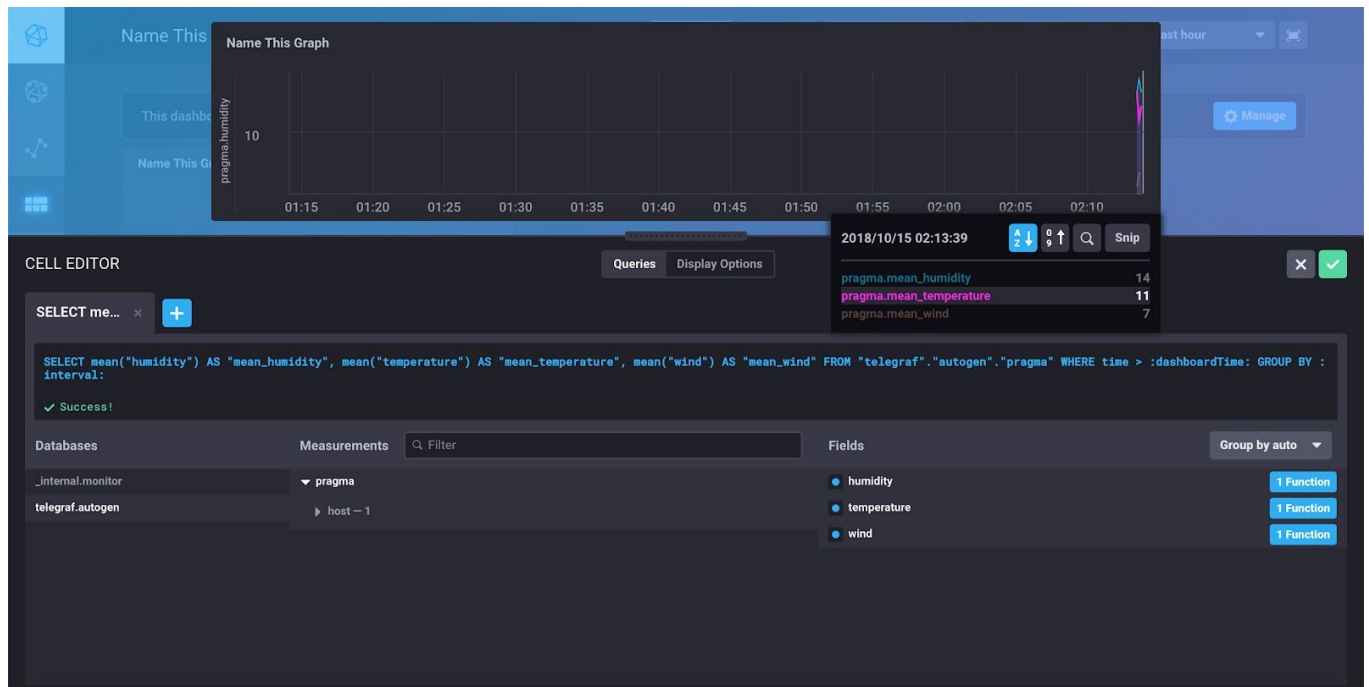 Name This
Name This Graph
ast hour
This dashbo
Manage
Name This G
pragma.humidity
10
01:15 01:20 01:25 01:30 01:35 01:40 01:45 01:50 01:55 02:00 02:05 02:10
2018/10/15 02:13:39
A Z
0 9
Snip
pragma.mean_humidity 14
pragma.mean_temperature 11
pragma.mean_wind 7
CELL EDITOR
Queries Display Options
SELECT me...
SELECT mean("humidity") AS "mean_humidity", mean("temperature") AS "mean_temperature", mean("wind") AS "mean_wind" FROM "telegraf"."autogen"."pragma" WHERE time > :dashboardTime: GROUP BY :
interval:
Success!
Databases Measurements Filter Fields Group by auto
_internal.monitor pragma humidity 1 Function
telegraf.autogen host — 1 temperature 1 Function
wind 1 Function